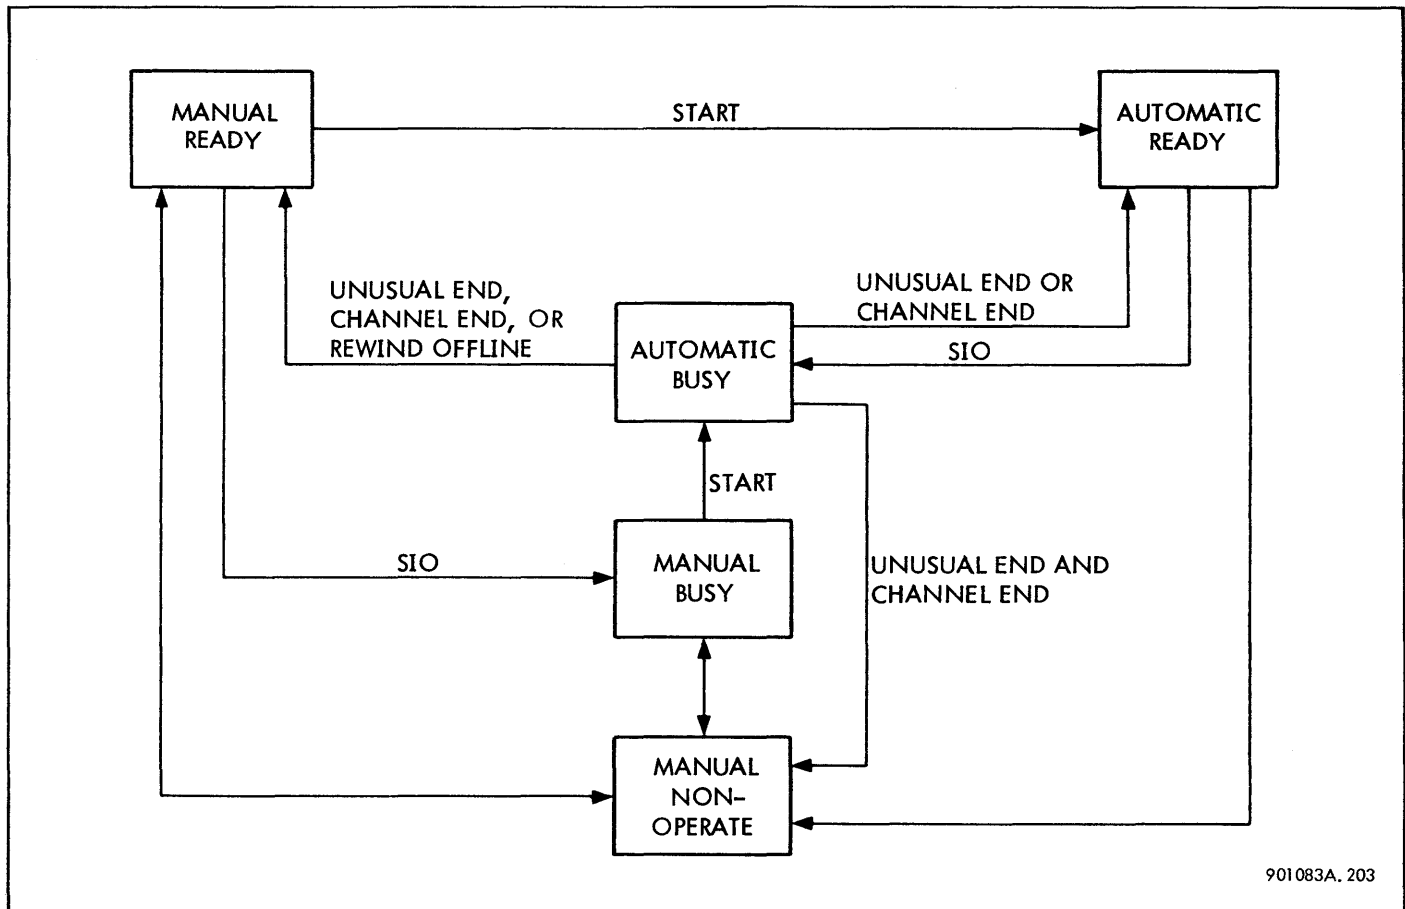 MANUAL
READY
START
AUTOMATIC
READY
UNUSUAL END,
CHANNEL END, OR
REWIND OFFLINE
AUTOMATIC
BUSY
UNUSUAL END OR
CHANNEL END
SIO
START
SIO
MANUAL
BUSY
UNUSUAL END AND
CHANNEL END
MANUAL
NON-
OPERATE
901083A. 203